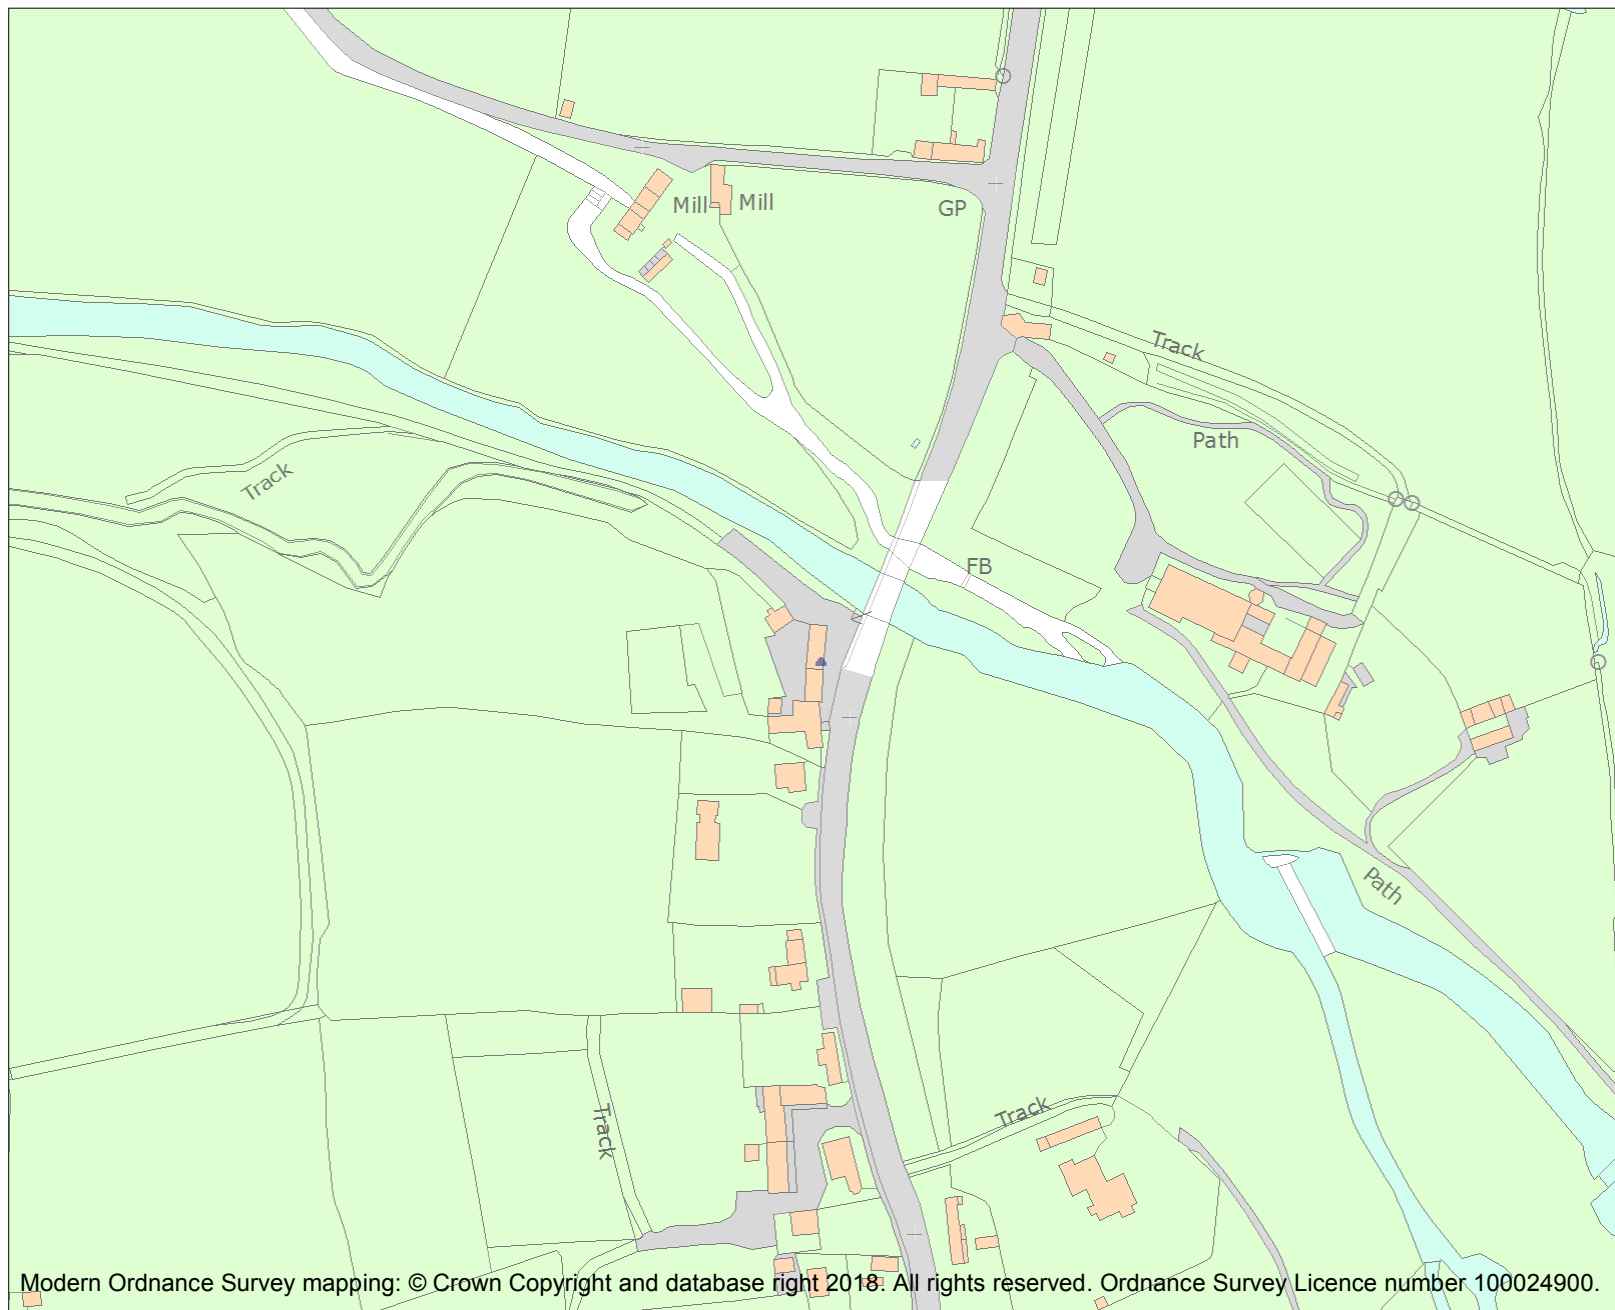 Mill
Mill
GP
Track
Path
Track
FB
Path
Track
Track
Modern Ordnance Survey mapping: © Crown Copyright and database right 2018. All rights reserved. Ordnance Survey Licence number 100024900.